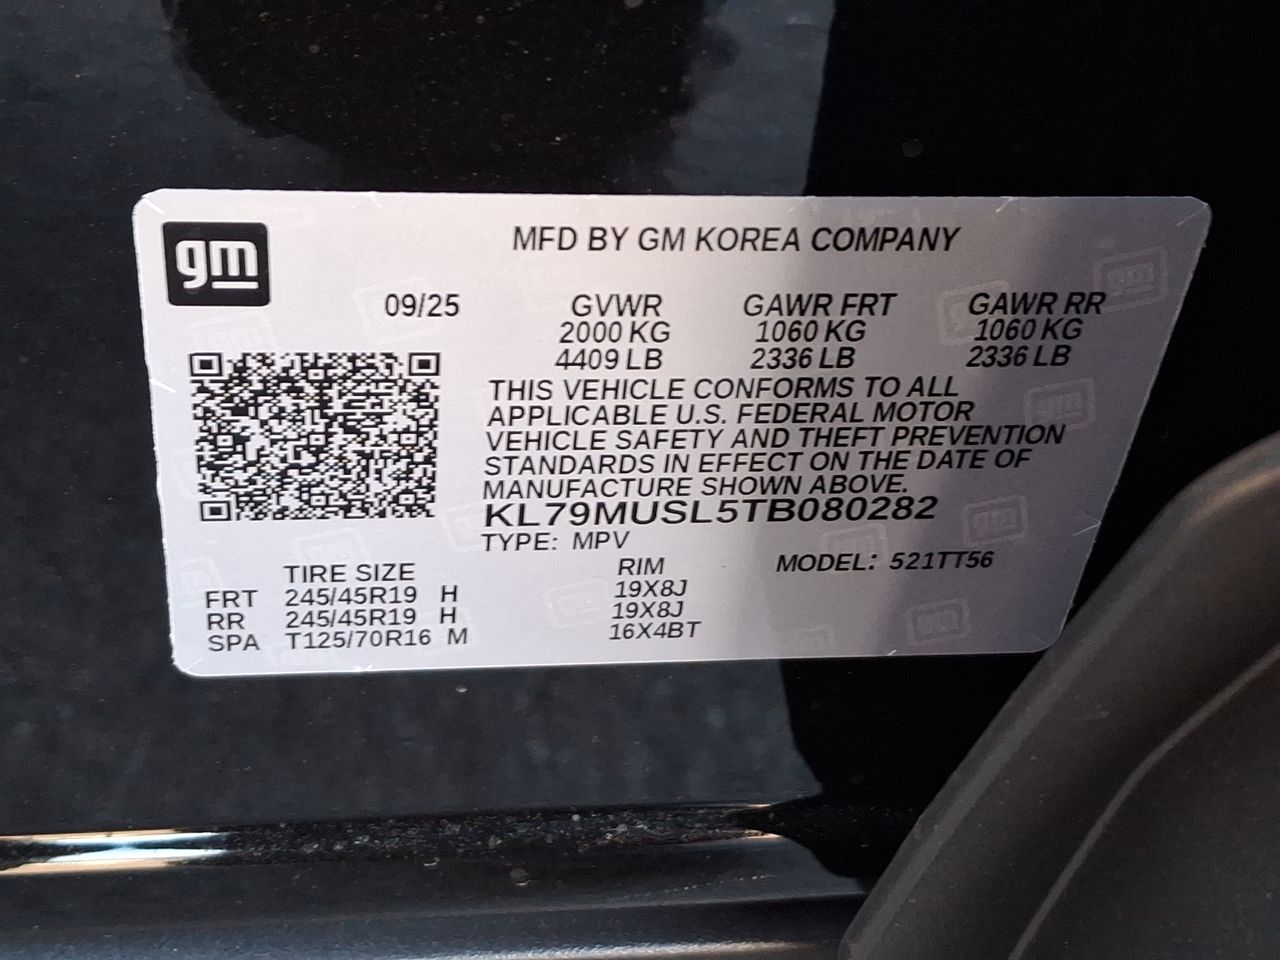 gm
MFD BY GM KOREA COMPANY
09/25 GVWR GAWR FRT GAWR RR
2000 KG 1060 KG 1060 KG
4409 LB 2336 LB 2336 LB
THIS VEHICLE CONFORMS TO ALL
APPLICABLE U.S. FEDERAL MOTOR
VEHICLE SAFETY AND THEFT PREVENTION
STANDARDS IN EFFECT ON THE DATE OF
MANUFACTURE SHOWN ABOVE.
KL79MUSL5TB080282
TYPE: MPV
TIRE SIZE RIM MODEL: 521TT56
FRT 245/45R19 H 19X8J
RR 245/45R19 H 19X8J
SPA T125/70R16 M 16X4BT